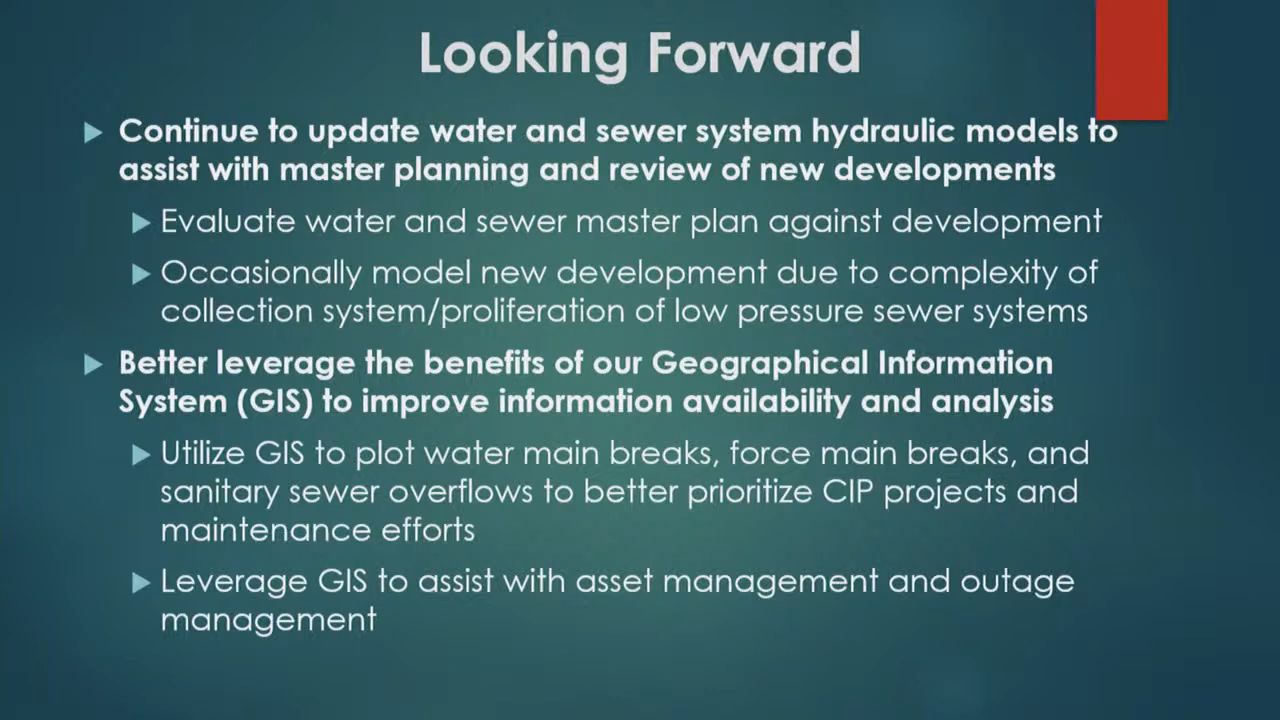 Looking Forward
Continue to update water and sewer system hydraulic models to
assist with master planning and review of new developments
Evaluate water and sewer master plan against development
Occasionally model new development due to complexity of
collection system/proliferation of low pressure sewer systems
Better leverage the benefits of our Geographical Information
System (GIS) to improve information availability and analysis
Utilize GIS to plot water main breaks, force main breaks, and
sanitary sewer overflows to better prioritize CIP projects and
maintenance efforts
Leverage GIS to assist with asset management and outage
management